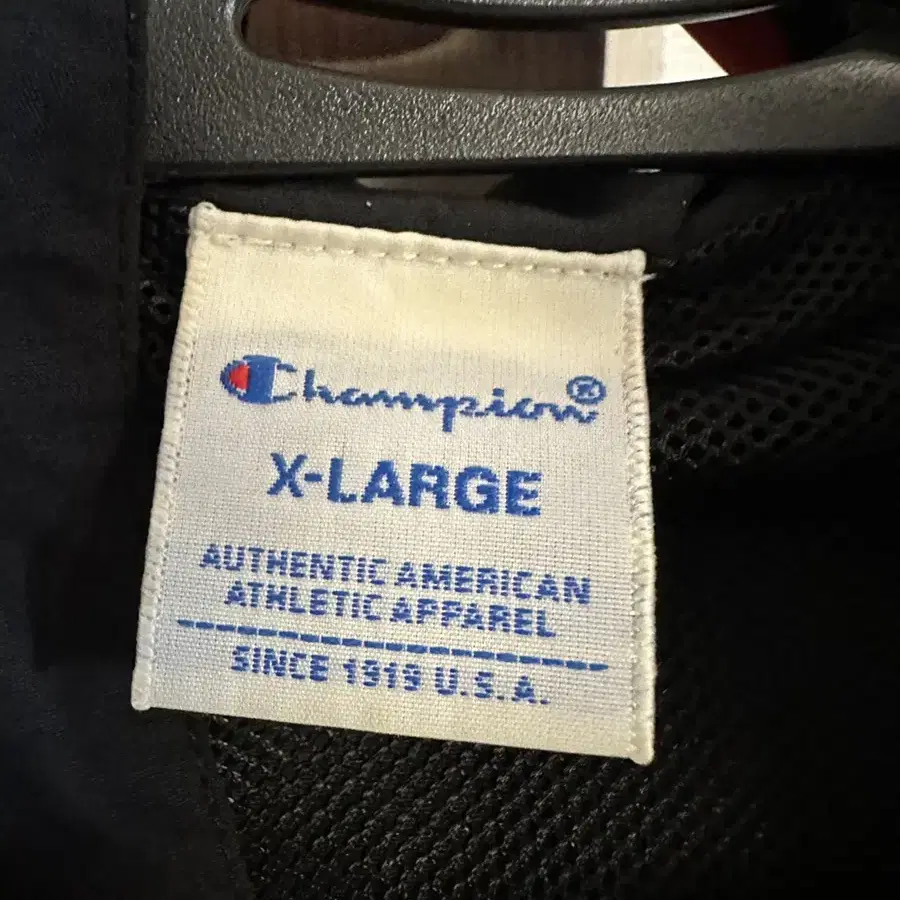 Champion®
X-LARGE
AUTHENTIC AMERICAN
ATHLETIC APPAREL
SINCE 1919 U.S.A.